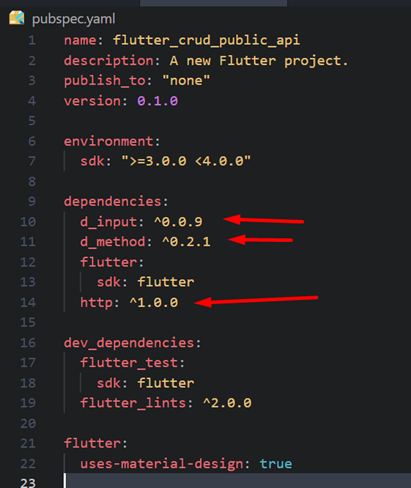 pubspec.yaml
1 name: flutter_crud_public_api
2 description: A new Flutter project.
3 publish_to: "none"
4 version: 0.1.0
5
6 environment:
7   sdk: ">=3.0.0 <4.0.0"
8
9 dependencies:
10   d_input: ^0.0.9
11   d_method: ^0.2.1
12   flutter:
13     sdk: flutter
14   http: ^1.0.0
15
16 dev_dependencies:
17   flutter_test:
18     sdk: flutter
19   flutter_lints: ^2.0.0
20
21 flutter:
22   uses-material-design: true
23